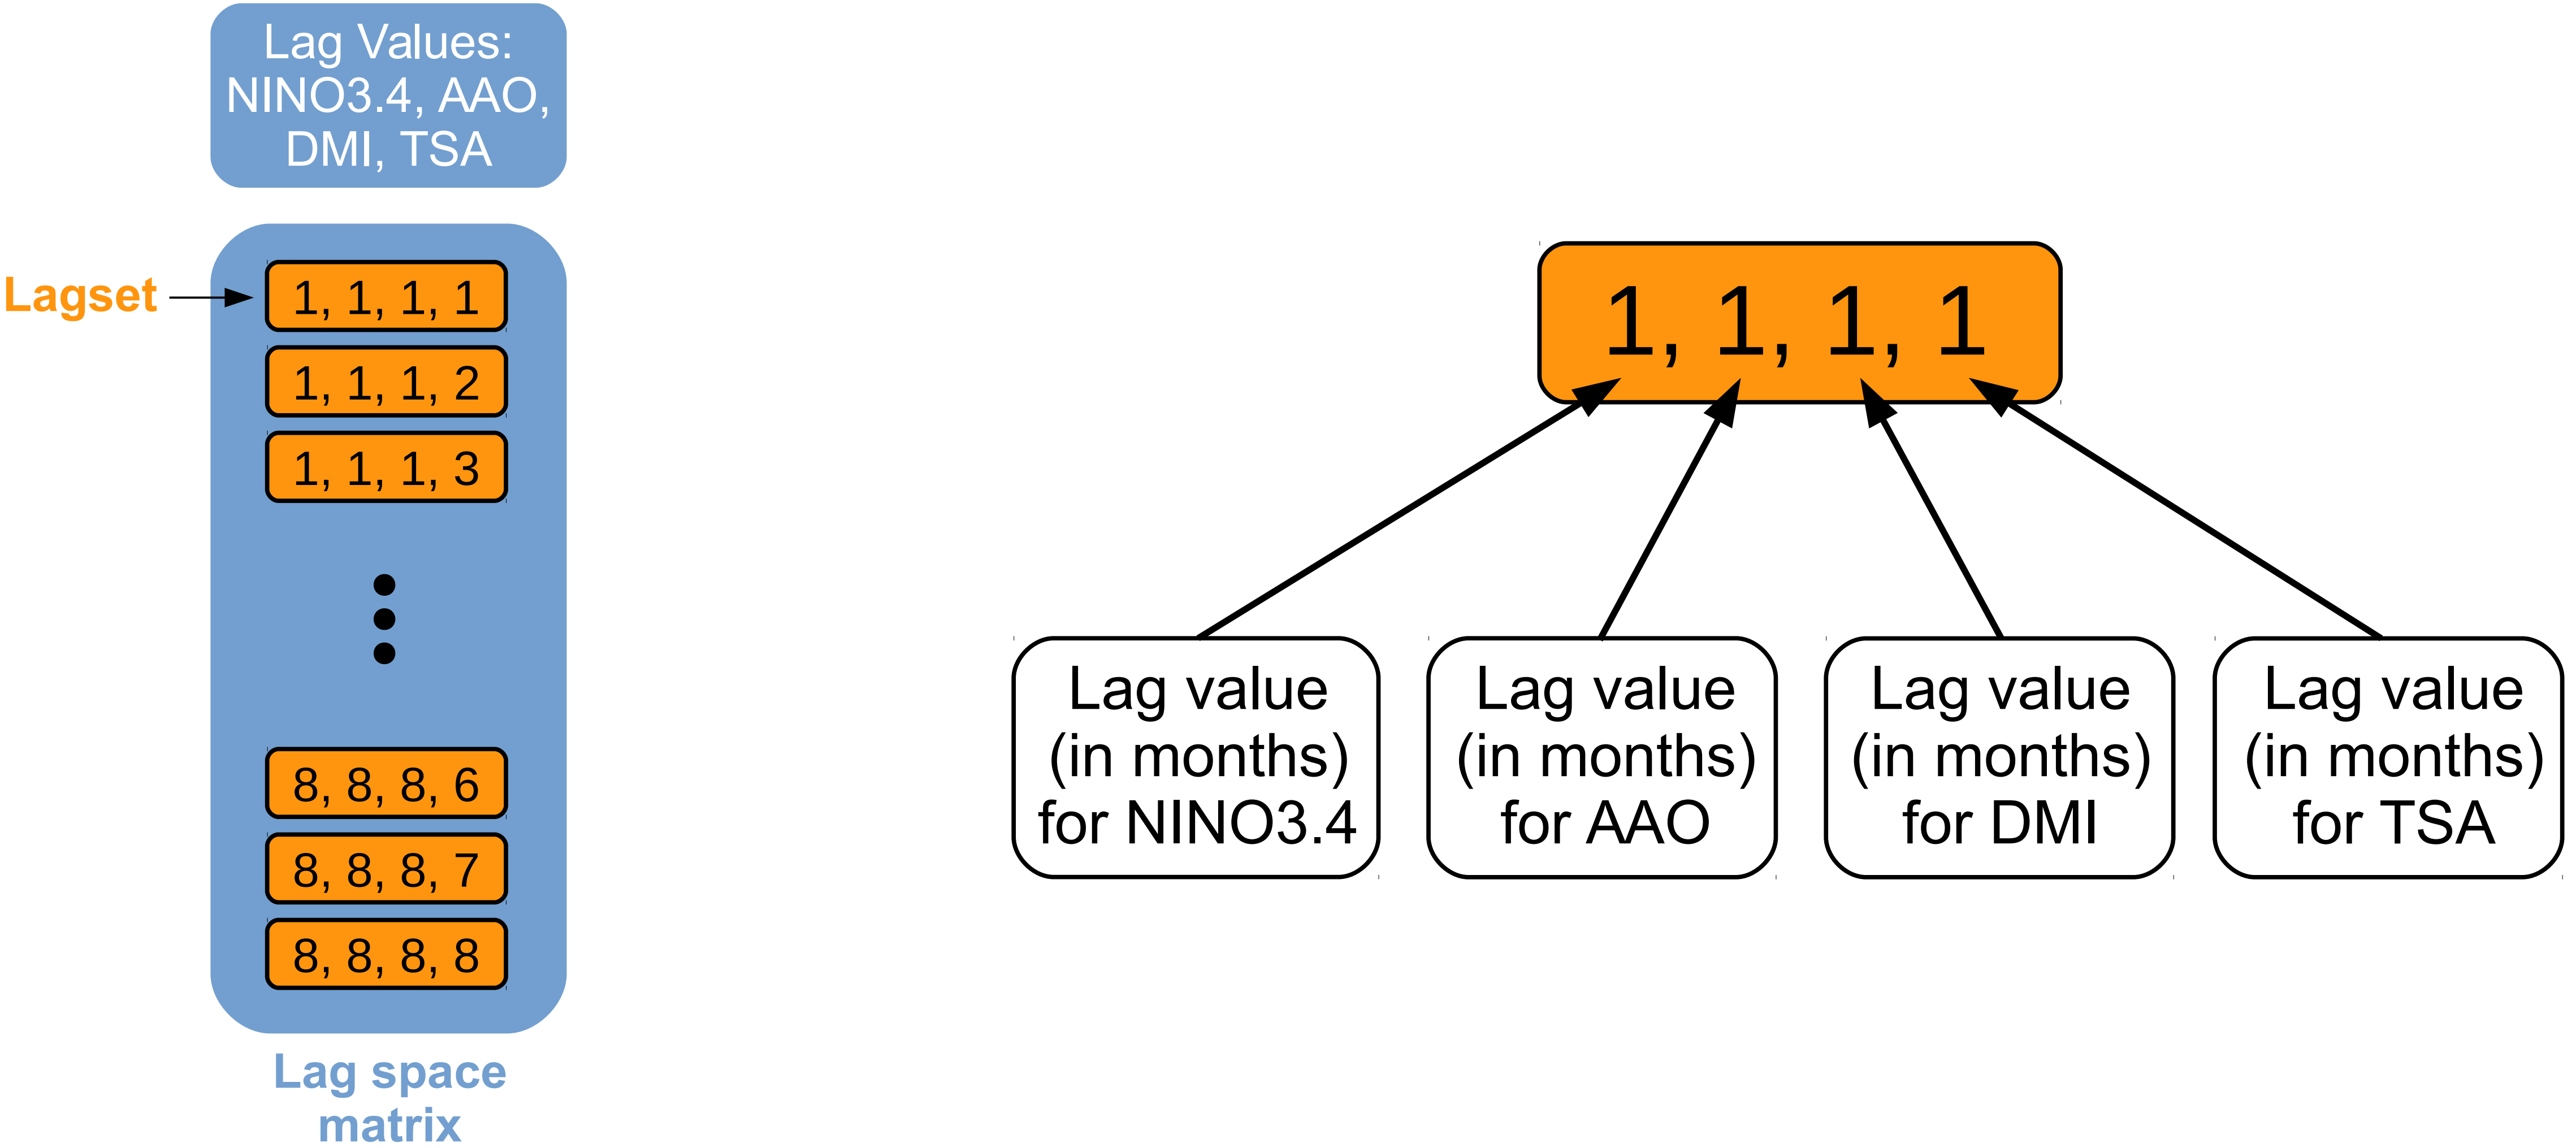 Lag Values:
NINO3.4, AAO,
DMI, TSA
Lagset
1, 1, 1, 1
1, 1, 1, 2
1, 1, 1, 3
8, 8, 8, 6
8, 8, 8, 7
8, 8, 8, 8
Lag space
matrix
1, 1, 1, 1
Lag value
(in months)
for NINO3.4
Lag value
(in months)
for AAO
Lag value
(in months)
for DMI
Lag value
(in months)
for TSA